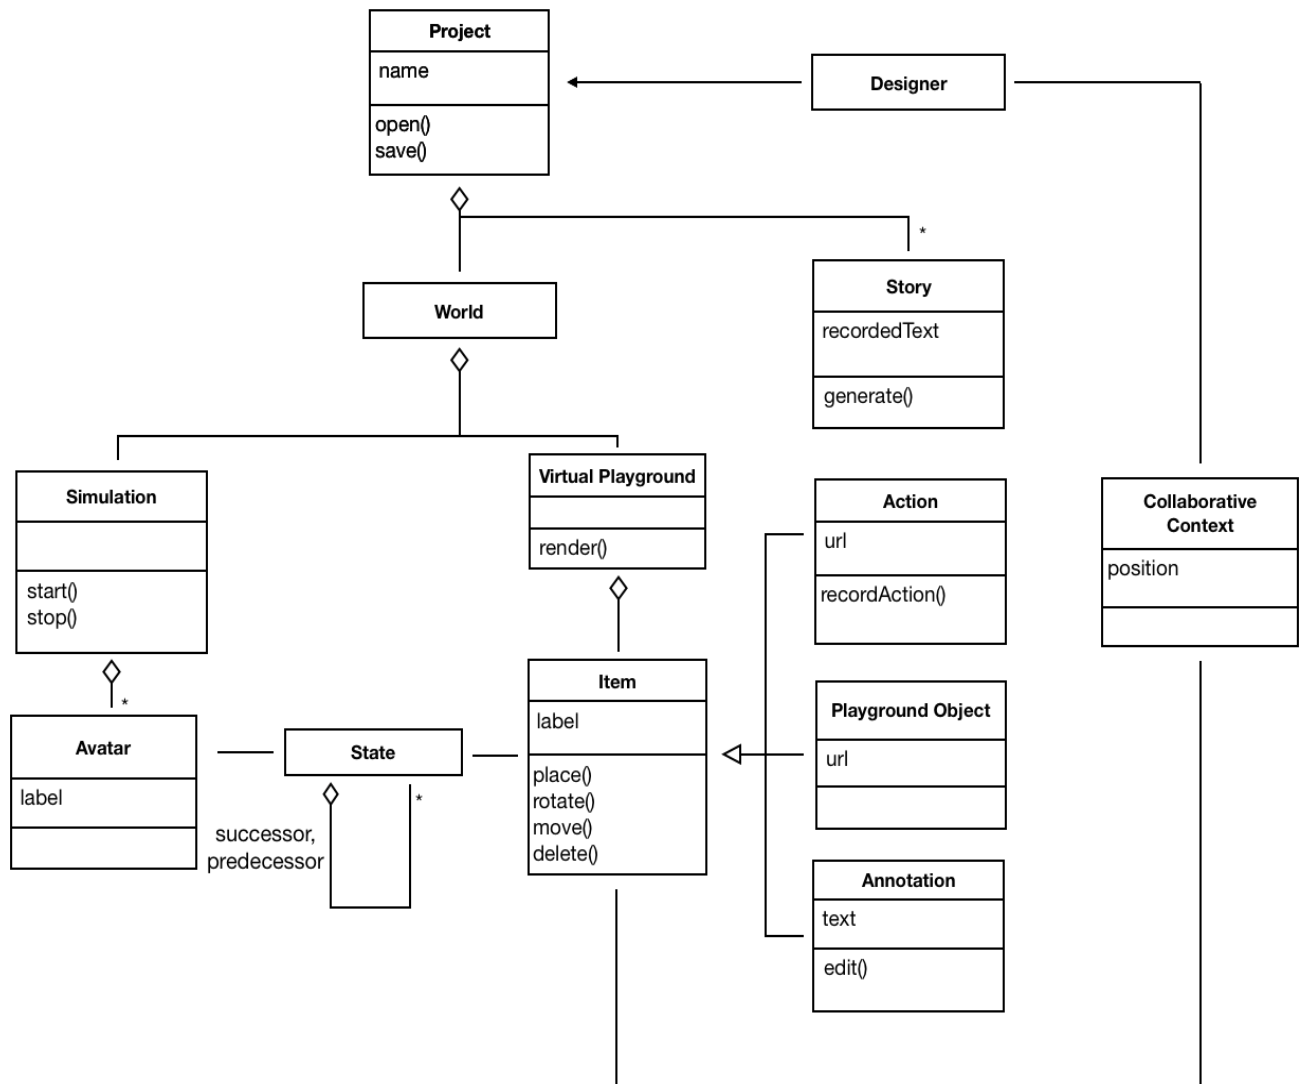 Project
name
open()
save()
Designer
*
World
Story
recordedText
generate()
Simulation
start()
stop()
Virtual Playground
render()
Action
url
recordAction()
Collaborative
Context
position
*
Avatar
label
State
*
successor,
predecessor
Item
label
place()
rotate()
move()
delete()
Playground Object
url
Annotation
text
edit()